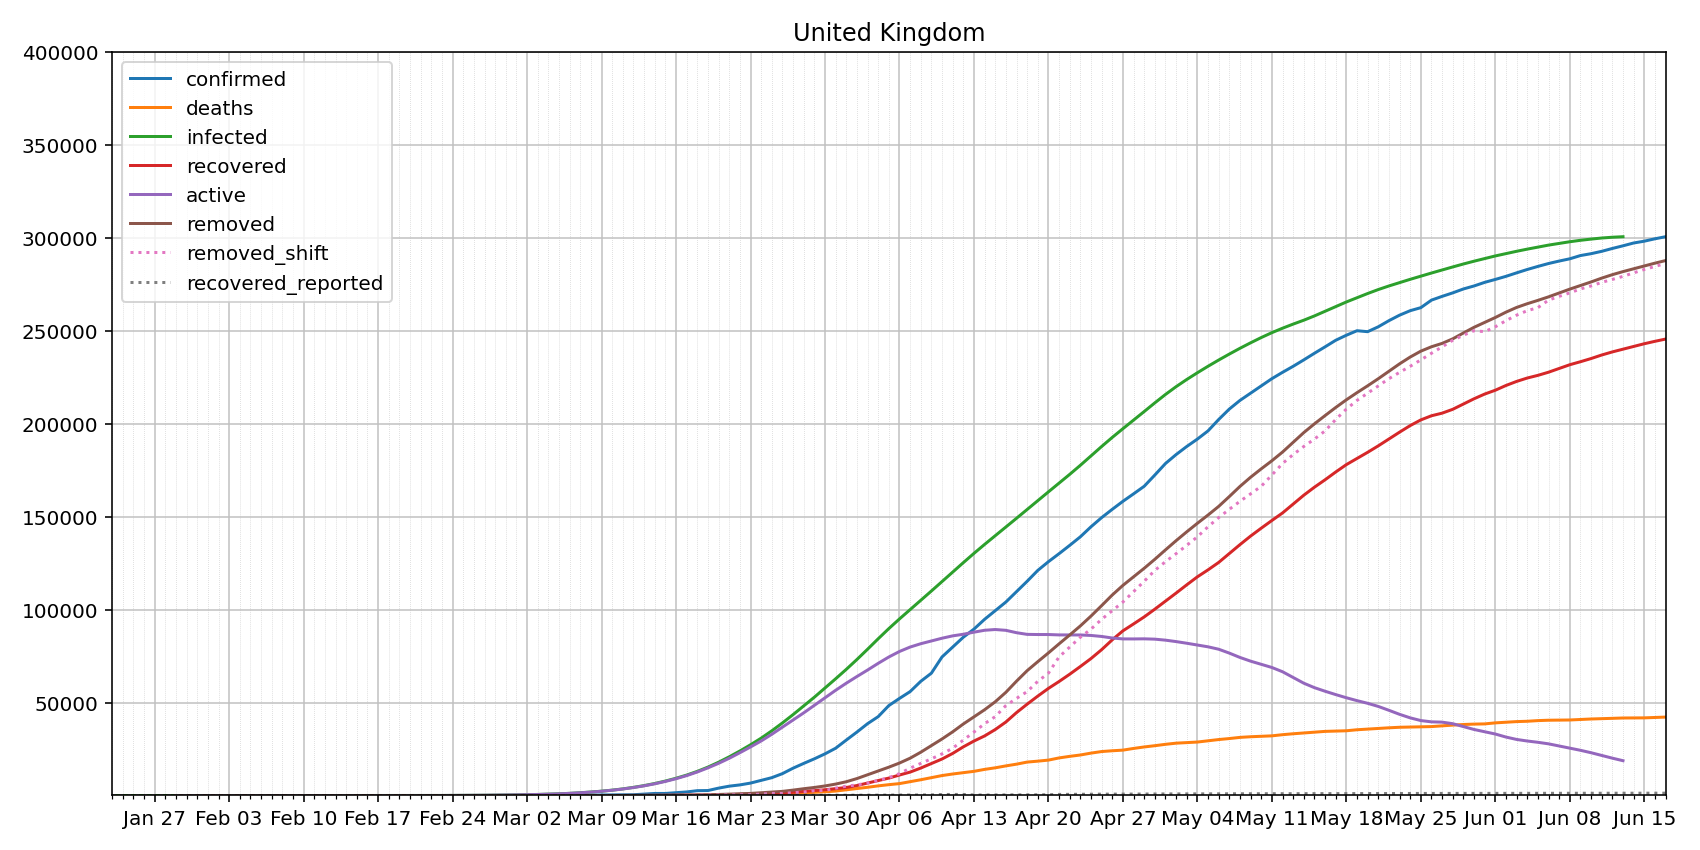 United Kingdom
400000
350000
300000
250000
200000
150000
100000
50000
confirmed
deaths
infected
recovered
active
removed
removed_shift
recovered_reported
Jan 27 Feb 03 Feb 10 Feb 17 Feb 24 Mar 02 Mar 09 Mar 16 Mar 23 Mar 30 Apr 06 Apr 13 Apr 20 Apr 27 May 04 May 11 May 18 May 25 Jun 01 Jun 08 Jun 15